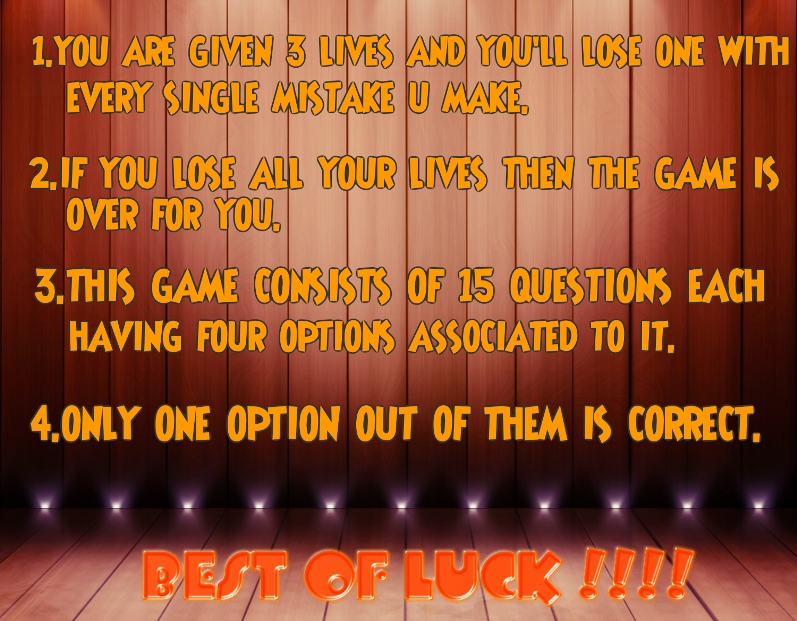 1.YOU ARE GIVEN 3 LIVES AND YOU'LL LOSE ONE WITH
EVERY SINGLE MISTAKE U MAKE.
2.IF YOU LOSE ALL YOUR LIVES THEN THE GAME IS
OVER FOR YOU.
3.THIS GAME CONSISTS OF 15 QUESTIONS EACH
HAVING FOUR OPTIONS ASSOCIATED TO IT.
4.ONLY ONE OPTION OUT OF THEM IS CORRECT.
BEST OF LUCK !!!!